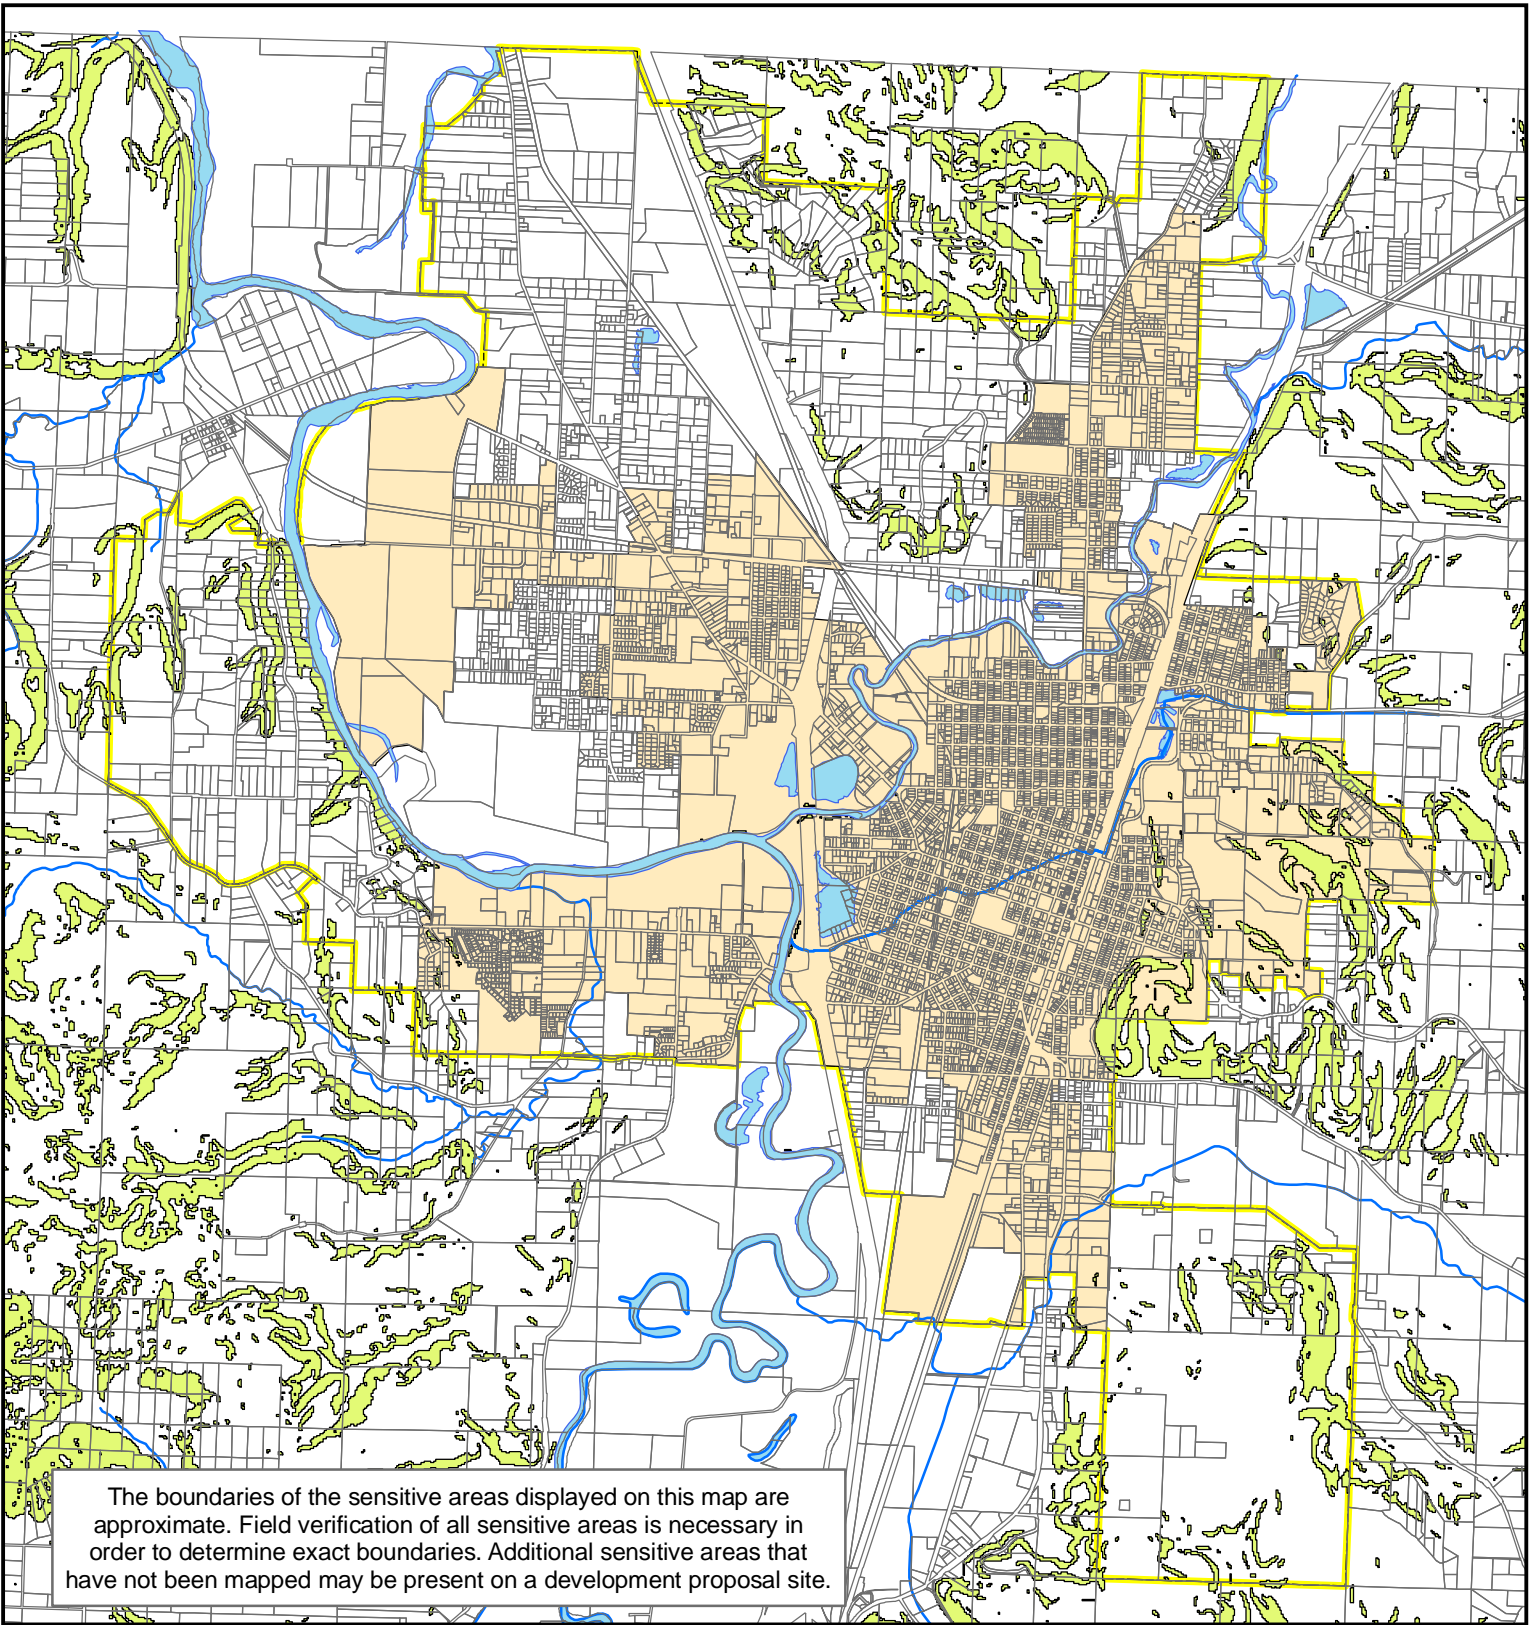 The boundaries of the sensitive areas displayed on this map are
approximate. Field verification of all sensitive areas is necessary in
order to determine exact boundaries. Additional sensitive areas that
have not been mapped may be present on a development proposal site.